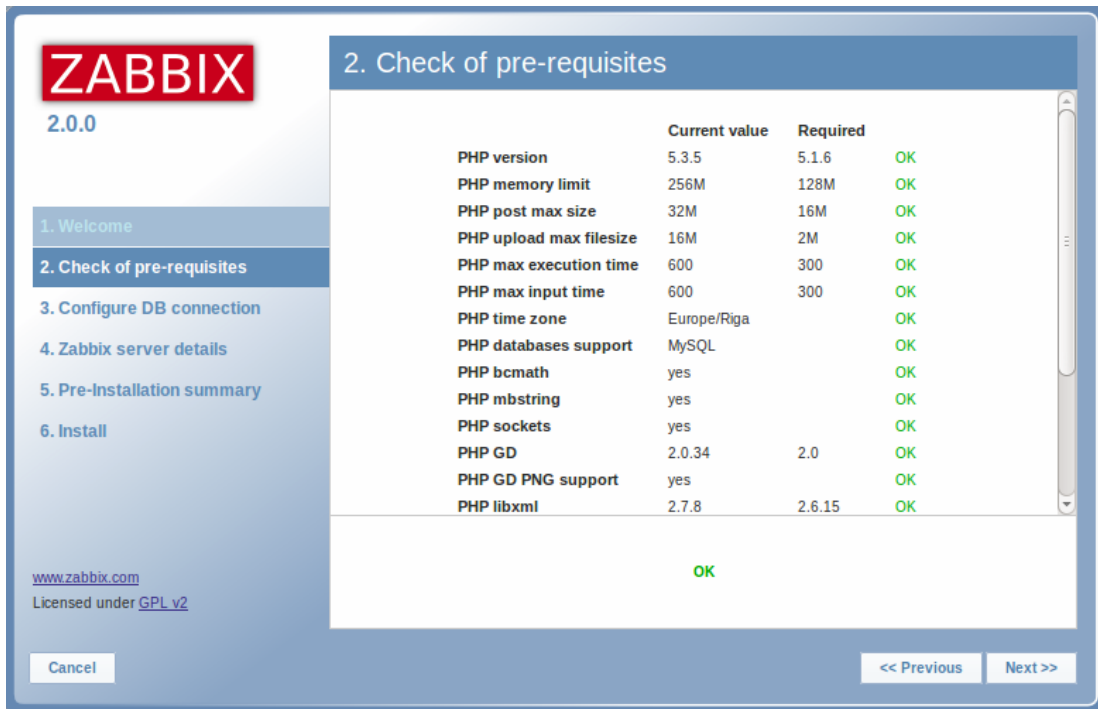 ZABBIX
2.0.0
1. Welcome
2. Check of pre-requisites
3. Configure DB connection
4. Zabbix server details
5. Pre-Installation summary
6. Install
www.zabbix.com
Licensed under GPL v2
2. Check of pre-requisites
Current value Required
PHP version 5.3.5 5.1.6 OK
PHP memory limit 256M 128M OK
PHP post max size 32M 16M OK
PHP upload max filesize 16M 2M OK
PHP max execution time 600 300 OK
PHP max input time 600 300 OK
PHP time zone Europe/Riga OK
PHP databases support MySQL OK
PHP bcmath yes OK
PHP mbstring yes OK
PHP sockets yes OK
PHP GD 2.0.34 2.0 OK
PHP GD PNG support yes OK
PHP libxml 2.7.8 2.6.15 OK
OK
Cancel << Previous Next >>